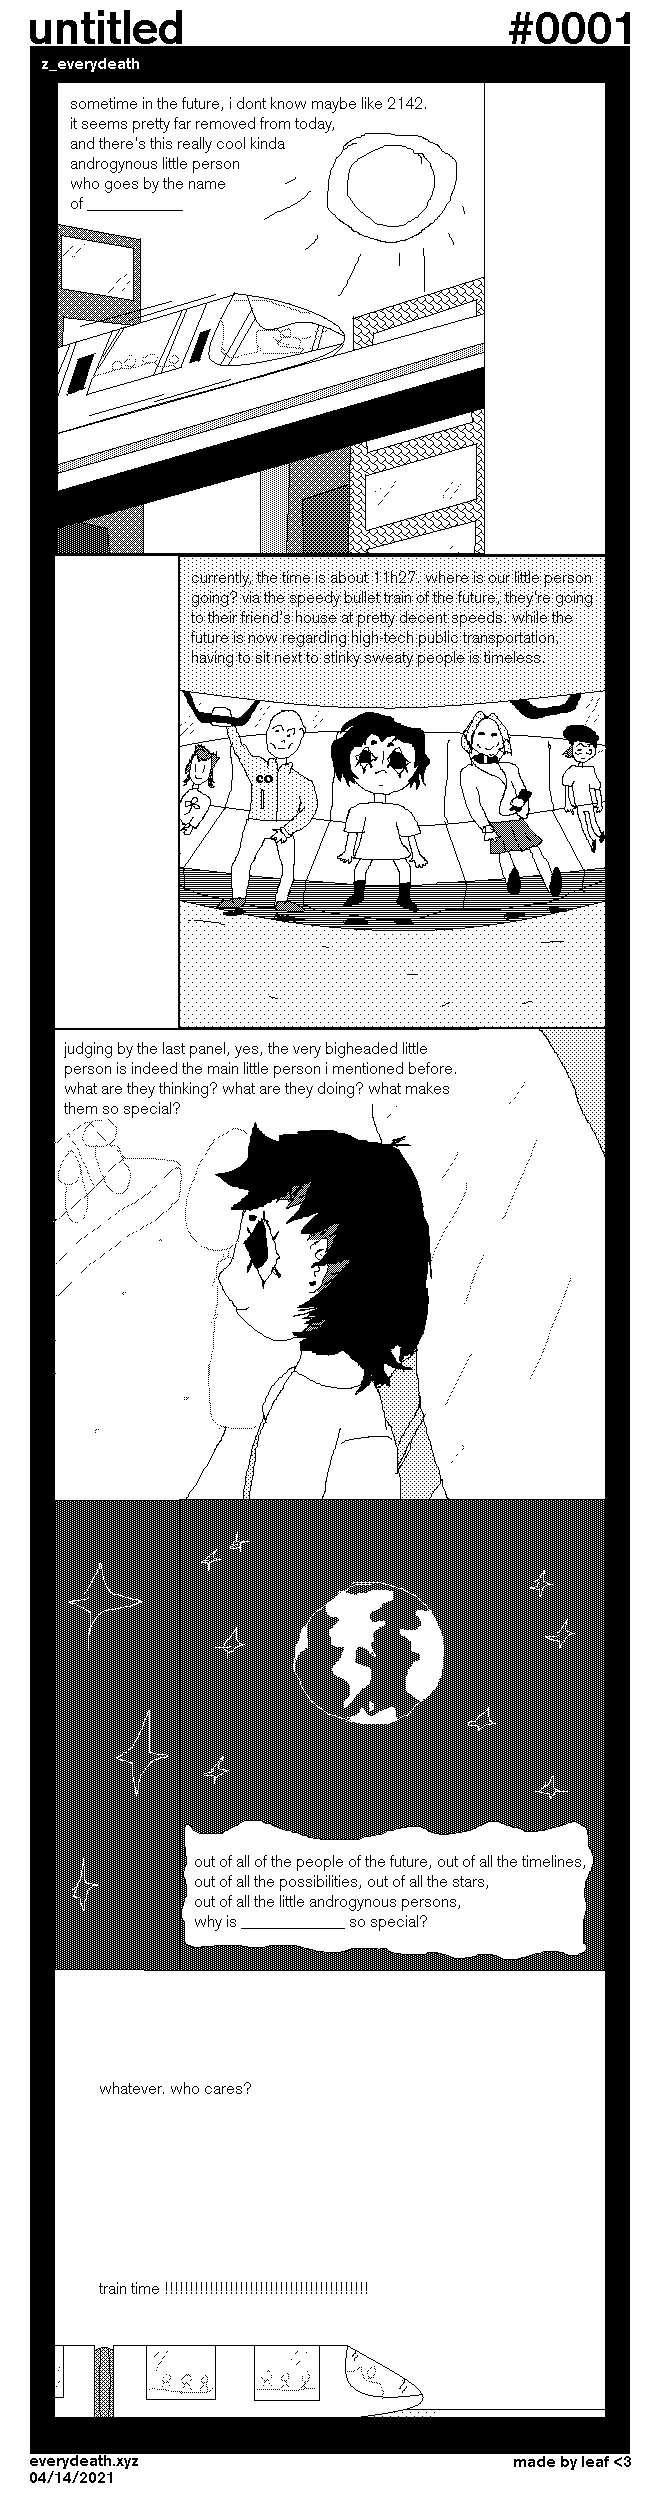 untitled #0001
z_everydeath
sometime in the future, i dont know maybe like 2142.
it seems pretty far removed from today,
and there's this really cool kinda
androgynous little person
who goes by the name
of ____________
currently, the time is about 11h27. where is our little person
going? via the speedy bullet train of the future, they're going
to their friend's house at pretty decent speeds. while the
future is now regarding high-tech public transportation,
having to sit next to stinky sweaty people is timeless.
CO
judging by the last panel, yes, the very bigheaded little
person is indeed the main little person i mentioned before.
what are they thinking? what are they doing? what makes
them so special?
out of all of the people of the future, out of all the timelines,
out of all the possibilities, out of all the stars,
out of all the little androgynous persons,
why is _____________ so special?
whatever. who cares?
train time !!!!!!!!!!!!!!!!!!!!!!!!!!!!!!!!!!!!!!!!!
everydeath.xyz made by leaf <3
04/14/2021